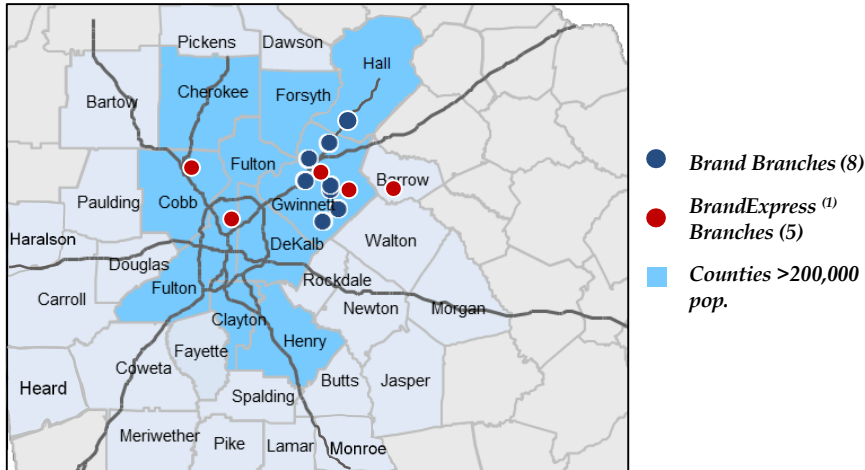 Pickens
Dawson
Hall
Bartow
Cherokee
Forsyth
Fulton
Barrow
Paulding
Cobb
Gwinnett
Haralson
DeKalb
Walton
Douglas
Rockdale
Carroll
Fulton
Newton
Morgan
Clayton
Henry
Fayette
Coweta
Heard
Butts
Jasper
Spalding
Meriwether
Pike
Lamar
Monroe
Brand Branches (8)
BrandExpress (1)
Branches (5)
Counties >200,000
pop.